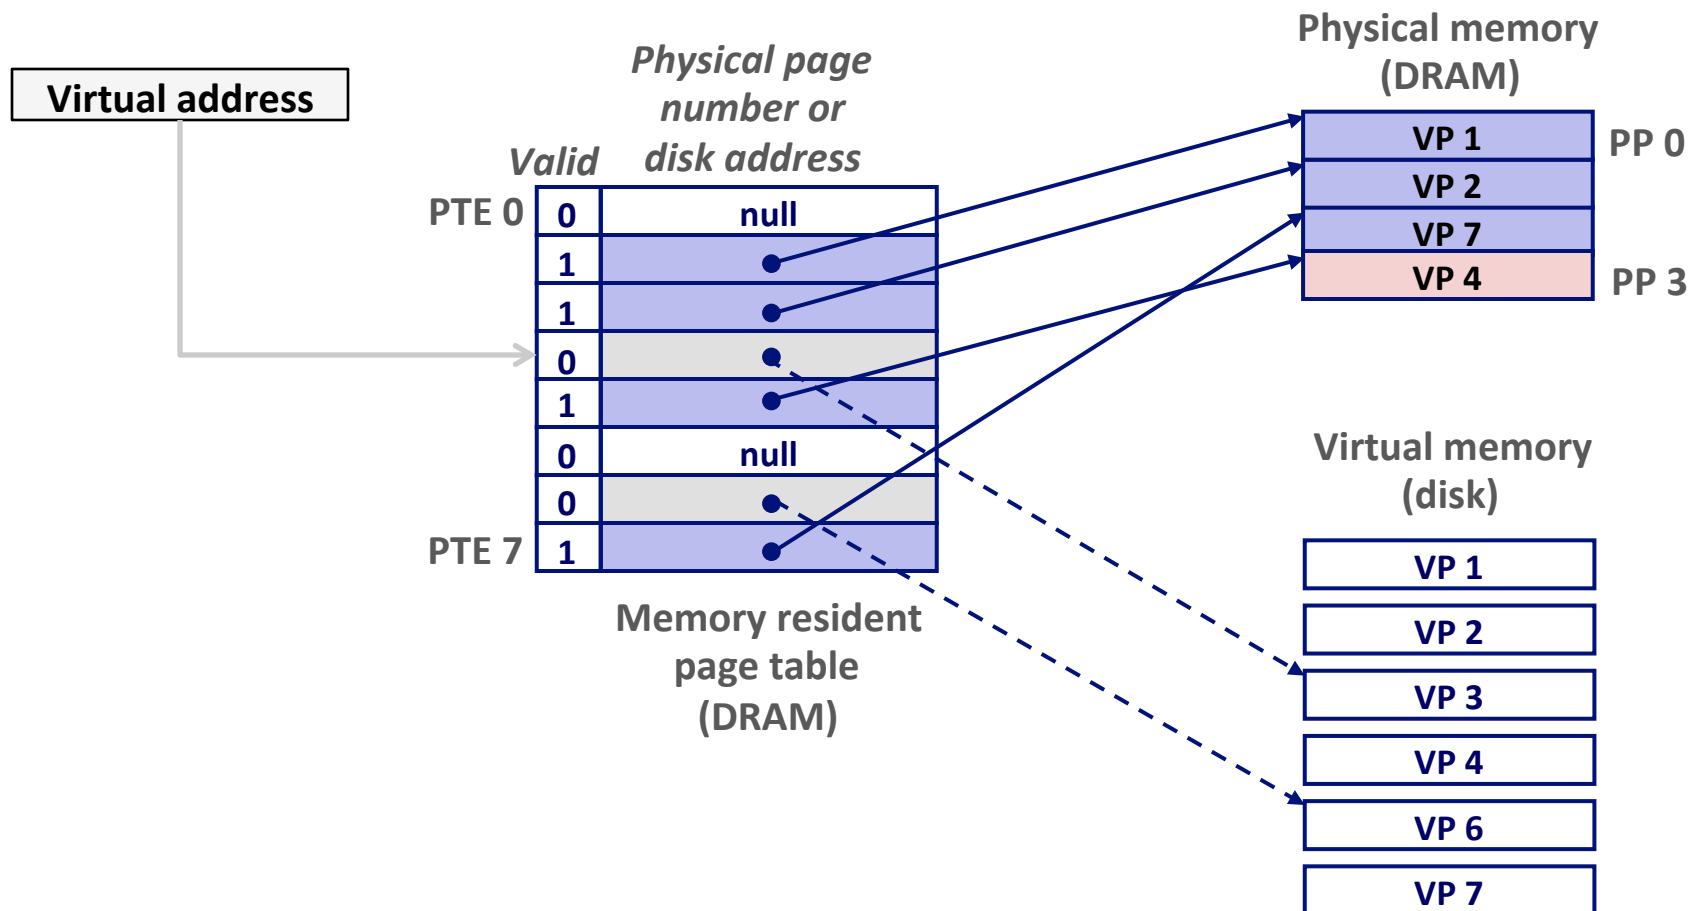 Virtual address
Physical page
number or
disk address
Valid
PTE 0
0
null
1
1
0
1
0
null
0
PTE 7
1
Memory resident
page table
(DRAM)
Physical memory
(DRAM)
VP 1
PP 0
VP 2
VP 7
VP 4
PP 3
Virtual memory
(disk)
VP 1
VP 2
VP 3
VP 4
VP 6
VP 7